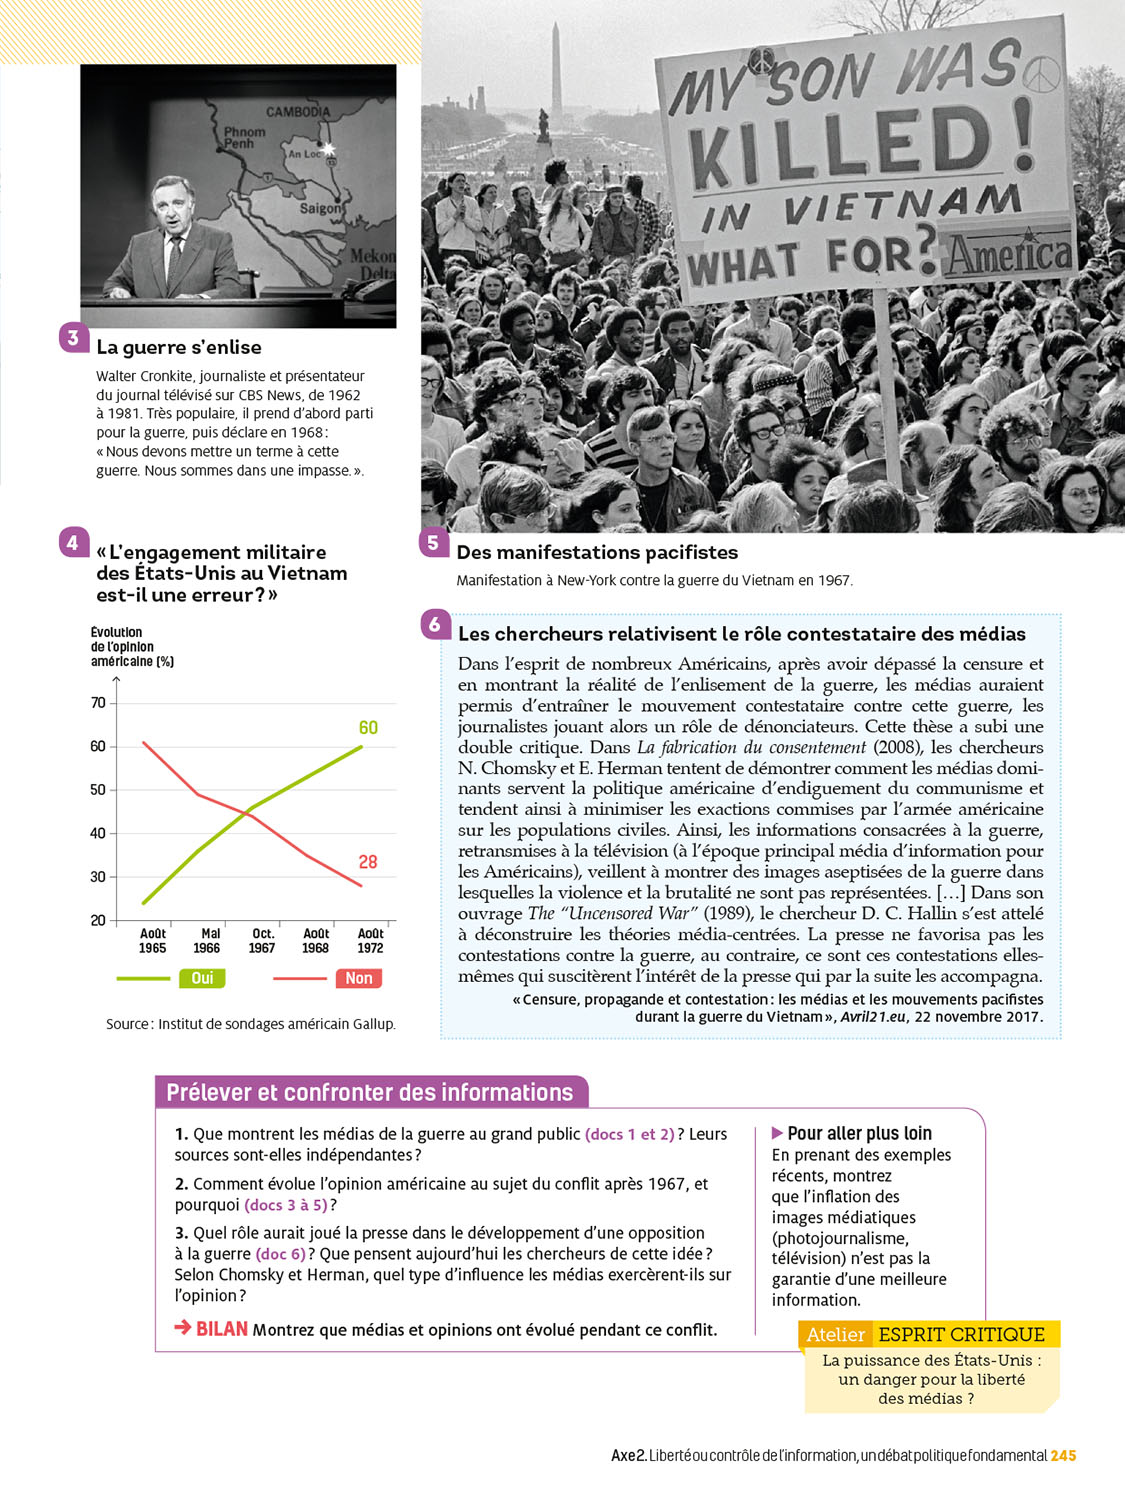 CAMBODIA
Phnom
Penh
An Loc
13
1
Saigon
Mekon
Delta
MY SON WAS
KILLED!
IN VIETNAM
WHAT FOR?
America
3
La guerre s’enlise
Walter Cronkite, journaliste et présentateur
du journal télévisé sur CBS News, de 1962
à 1981. Très populaire, il prend d’abord parti
pour la guerre, puis déclare en 1968 :
« Nous devons mettre un terme à cette
guerre. Nous sommes dans une impasse. ».
4
« L’engagement militaire
des États-Unis au Vietnam
est-il une erreur ? »
Évolution
de l’opinion
américaine (%)
70
60
50
40
30
20
60
28
Août
1965
Mai
1966
Oct.
1967
Août
1968
Août
1972
Oui
Non
Source : Institut de sondages américain Gallup.
5
Des manifestations pacifistes
Manifestation à New-York contre la guerre du Vietnam en 1967.
6
Les chercheurs relativisent le rôle contestataire des médias
Dans l’esprit de nombreux Américains, après avoir dépassé la censure et
en montrant la réalité de l’enlisement de la guerre, les médias auraient
permis d’entraîner le mouvement contestataire contre cette guerre, les
journalistes jouant alors un rôle de dénonciateurs. Cette thèse a subi une
double critique. Dans La fabrication du consentement (2008), les chercheurs
N. Chomsky et E. Herman tentent de démontrer comment les médias domi-
nants servent la politique américaine d’endiguement du communisme et
tendent ainsi à minimiser les exactions commises par l’armée américaine
sur les populations civiles. Ainsi, les informations consacrées à la guerre,
retransmises à la télévision (à l’époque principal média d’information pour
les Américains), veillent à montrer des images aseptisées de la guerre dans
lesquelles la violence et la brutalité ne sont pas représentées. […] Dans son
ouvrage The “Uncensored War” (1989), le chercheur D. C. Hallin s’est attelé
à déconstruire les théories média-centrées. La presse ne favorisa pas les
contestations contre la guerre, au contraire, ce sont ces contestations elles-
mêmes qui suscitèrent l’intérêt de la presse qui par la suite les accompagna.
« Censure, propagande et contestation : les médias et les mouvements pacifistes
durant la guerre du Vietnam », Avril21.eu, 22 novembre 2017.
Prélever et confronter des informations
1. Que montrent les médias de la guerre au grand public (docs 1 et 2) ? Leurs
sources sont-elles indépendantes ?
2. Comment évolue l’opinion américaine au sujet du conflit après 1967, et
pourquoi (docs 3 à 5) ?
3. Quel rôle aurait joué la presse dans le développement d’une opposition
à la guerre (doc 6) ? Que pensent aujourd’hui les chercheurs de cette idée ?
Selon Chomsky et Herman, quel type d’influence les médias exercèrent-ils sur
l’opinion ?
→ BILAN Montrez que médias et opinions ont évolué pendant ce conflit.
▶ Pour aller plus loin
En prenant des exemples
récents, montrez
que l’inflation des
images médiatiques
(photojournalisme,
télévision) n’est pas la
garantie d’une meilleure
information.
Atelier ESPRIT CRITIQUE
La puissance des États-Unis :
un danger pour la liberté
des médias ?
Axe 2. Liberté ou contrôle de l’information, un débat politique fondamental 245